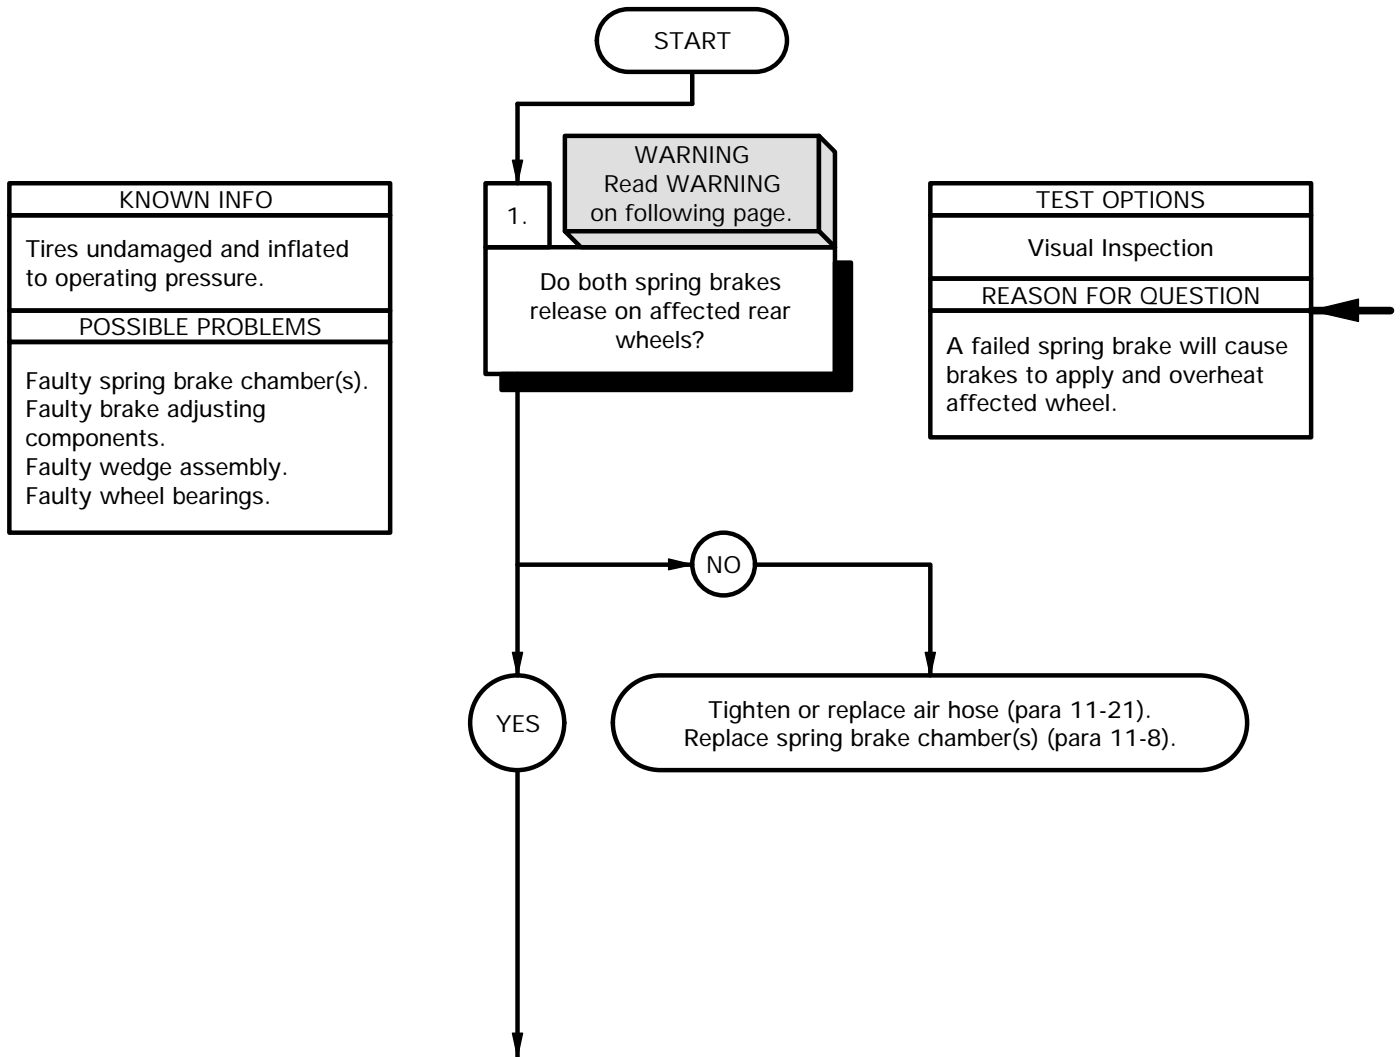 START
WARNING
Read WARNING
on following page.
1.
Do both spring brakes
release on affected rear
wheels?
KNOWN INFO
Tires undamaged and inflated
to operating pressure.
POSSIBLE PROBLEMS
Faulty spring brake chamber(s).
Faulty brake adjusting
components.
Faulty wedge assembly.
Faulty wheel bearings.
TEST OPTIONS
Visual Inspection
REASON FOR QUESTION
A failed spring brake will cause
brakes to apply and overheat
affected wheel.
NO
YES
Tighten or replace air hose (para 11-21).
Replace spring brake chamber(s) (para 11-8).